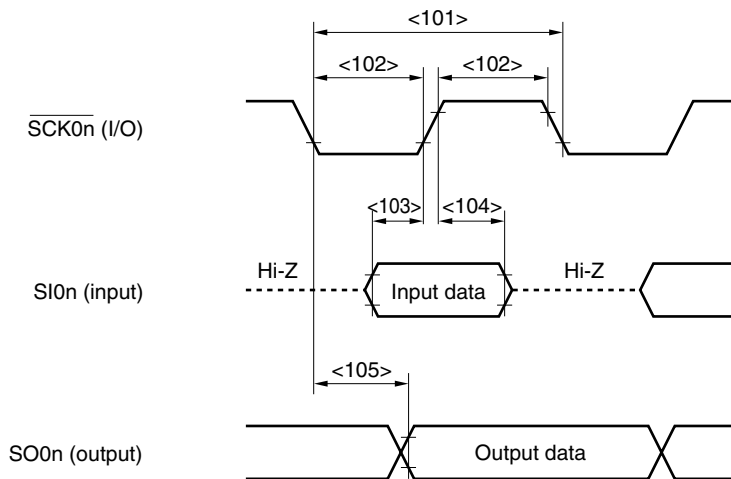 <101>
<102> <102>
SCK0n (I/O)
<103> <104>
Hi-Z Hi-Z
SI0n (input) Input data
<105>
SO0n (output) Output data